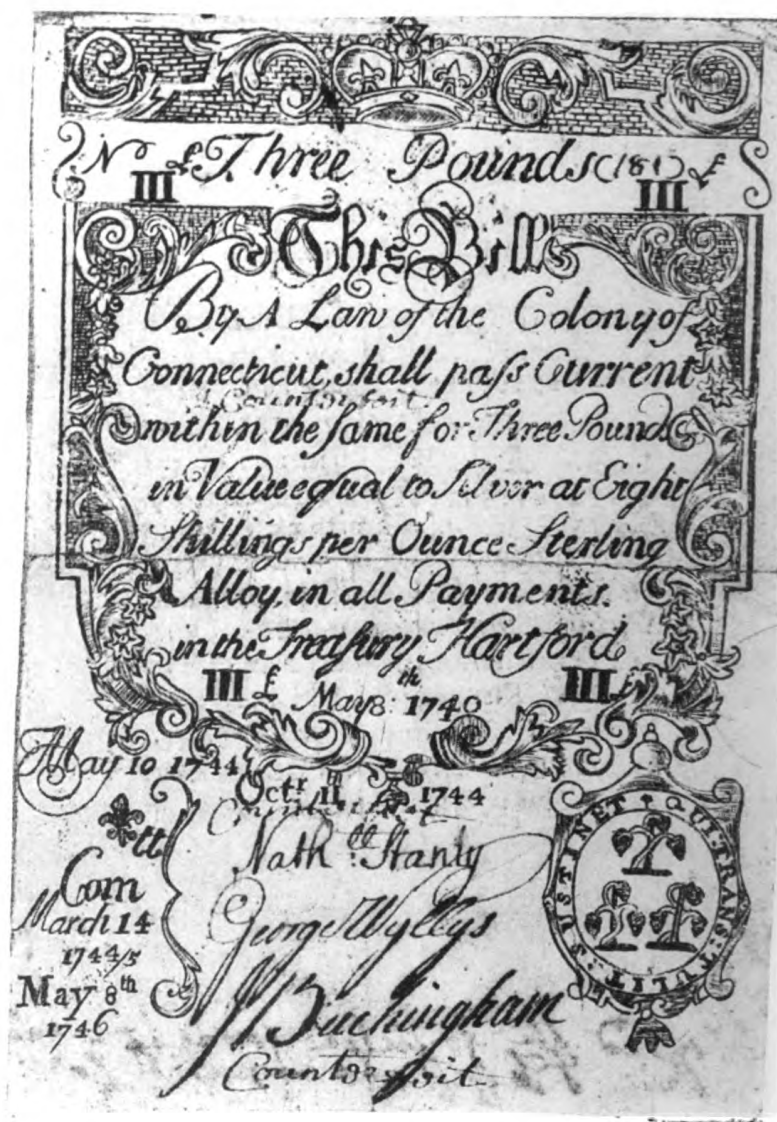 No £ Three Pounds (181) £
III III
This Bill
By A Law of the Colony of
Connecticut, shall paſs Current
A Counterfeit.
within the ſame for Three Pounds
in Value equal to Silver at Eight
Shillings per Ounce Sterling
Alloy, in all Payments.
in the Treaſury Hartford
III £ May 8th: 1740 III £
May 10 1744
Octr. 11th 1744
Counterfeit
tt
Com
March 14
1744/5
May 8th
1746
Nathll Stanly
George Wyllys
Buckingham
Counterfeit
SUSTINET QUI TRANSTULIT